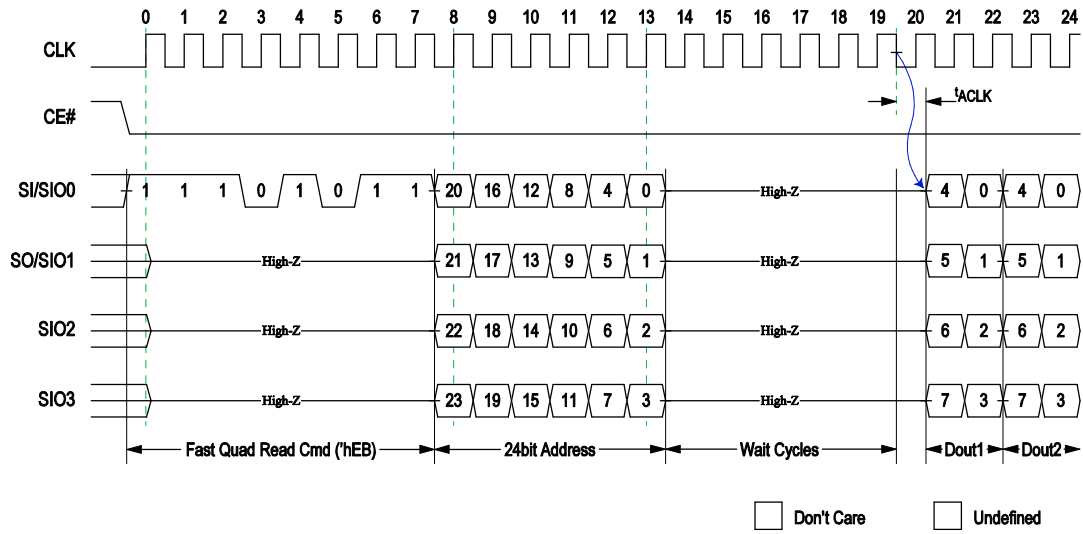 0 1 2 3 4 5 6 7 8 9 10 11 12 13 14 15 16 17 18 19 20 21 22 23 24
CLK
tACLK
CE#
SI/SIO0 1 1 1 0 1 0 1 1 20 16 12 8 4 0 High-Z 4 0 4 0
SO/SIO1 High-Z 21 17 13 9 5 1 High-Z 5 1 5 1
SIO2 High-Z 22 18 14 10 6 2 High-Z 6 2 6 2
SIO3 High-Z 23 19 15 11 7 3 High-Z 7 3 7 3
Fast Quad Read Cmd ('hEB) 24bit Address Wait Cycles Dout1 Dout2
Don't Care Undefined